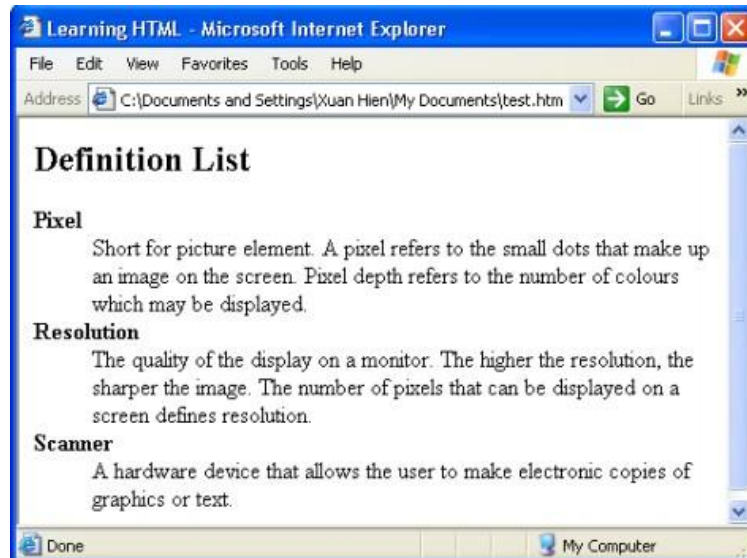 Learning HTML - Microsoft Internet Explorer
File Edit View Favorites Tools Help
Address C:\Documents and Settings\Xuan Hien\My Documents\test.htm Go Links »
Definition List
Pixel
Short for picture element. A pixel refers to the small dots that make up
an image on the screen. Pixel depth refers to the number of colours
which may be displayed.
Resolution
The quality of the display on a monitor. The higher the resolution, the
sharper the image. The number of pixels that can be displayed on a
screen defines resolution.
Scanner
A hardware device that allows the user to make electronic copies of
graphics or text.
Done My Computer